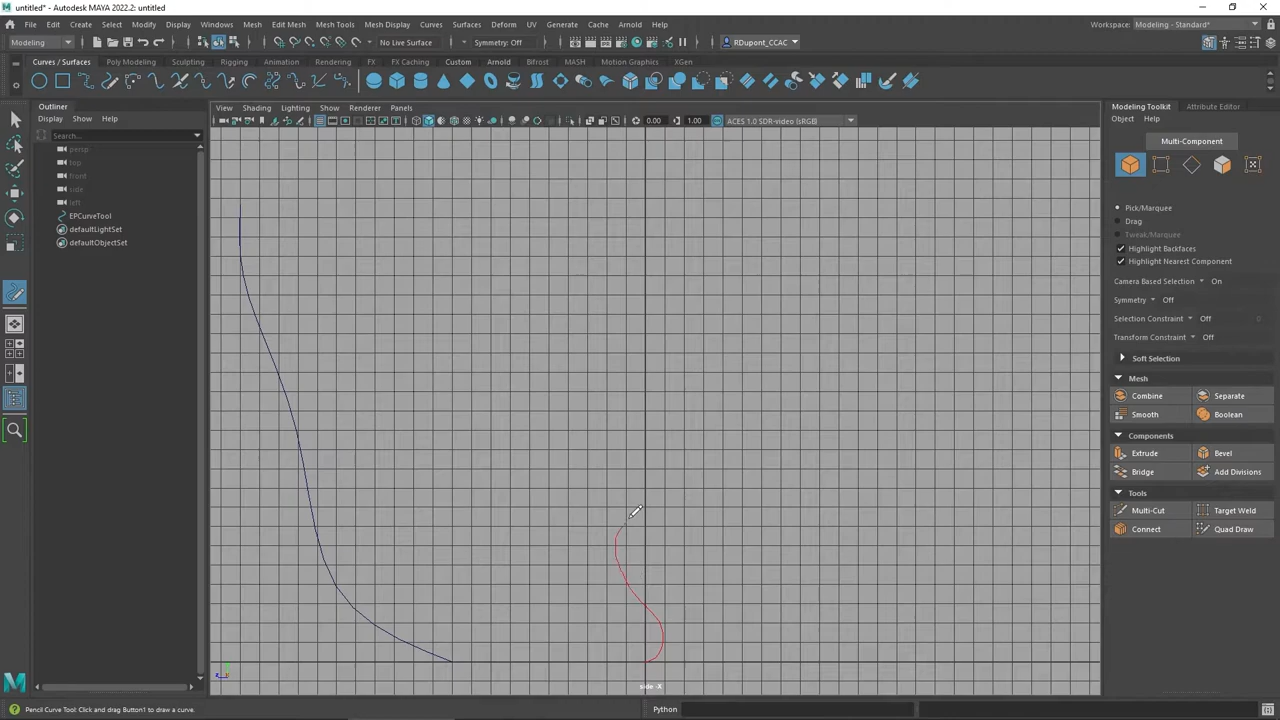 untitled* - Autodesk MAYA 2022.2: untitled
File Edit Create Select Modify Display Windows Mesh Edit Mesh Mesh Tools Mesh Display Curves Surfaces Deform UV Generate Cache Arnold Help
Workspace: Modeling - Standard*
Modeling
No Live Surface
Symmetry: Off
RDupont_CCAC
Curves / Surfaces Poly Modeling Sculpting Rigging Animation Rendering FX FX Caching Custom Arnold Bifrost MASH Motion Graphics XGen
Outliner
Display Show Help
Search...
persp
top
front
side
left
EPCurveTool
defaultLightSet
defaultObjectSet
View Shading Lighting Show Renderer Panels
0.00 1.00 ACES 1.0 SDR-video (sRGB)
side -X
Modeling Toolkit Attribute Editor
Object Help
Multi-Component
Pick/Marquee
Drag
Tweak/Marquee
Highlight Backfaces
Highlight Nearest Component
Camera Based Selection On
Symmetry Off
Selection Constraint Off
Transform Constraint Off
Soft Selection
Mesh
Combine Separate
Smooth Boolean
Components
Extrude Bevel
Bridge Add Divisions
Tools
Multi-Cut Target Weld
Connect Quad Draw
Pencil Curve Tool: Click and drag Button1 to draw a curve.
Python